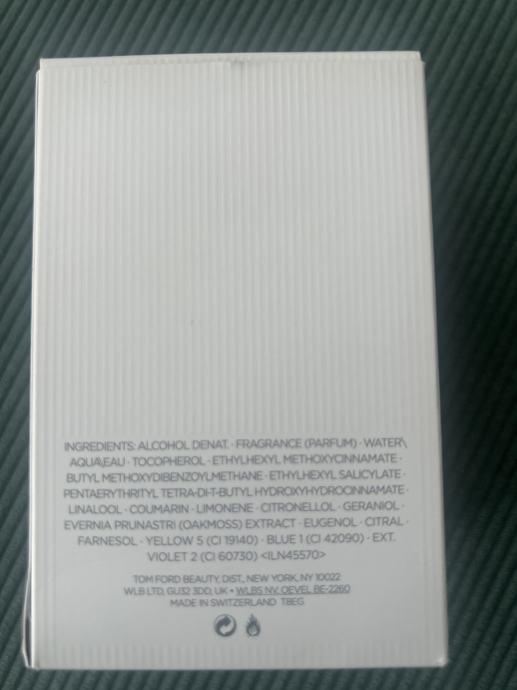 INGREDIENTS: ALCOHOL DENAT. · FRAGRANCE (PARFUM) · WATER\
AQUA\EAU · TOCOPHEROL · ETHYLHEXYL METHOXYCINNAMATE ·
BUTYL METHOXYDIBENZOYLMETHANE · ETHYLHEXYL SALICYLATE ·
PENTAERYTHRITYL TETRA-DI-T-BUTYL HYDROXYHYDROCINNAMATE ·
LINALOOL · COUMARIN · LIMONENE · CITRONELLOL · GERANIOL ·
EVERNIA PRUNASTRI (OAKMOSS) EXTRACT · EUGENOL · CITRAL ·
FARNESOL · YELLOW 5 (CI 19140) · BLUE 1 (CI 42090) · EXT.
VIOLET 2 (CI 60730) <ILN45570>
TOM FORD BEAUTY, DIST., NEW YORK, NY 10022
WLB LTD, GU32 3DD, UK • WLBS NV. OEVEL BE-2260
MADE IN SWITZERLAND T8EG